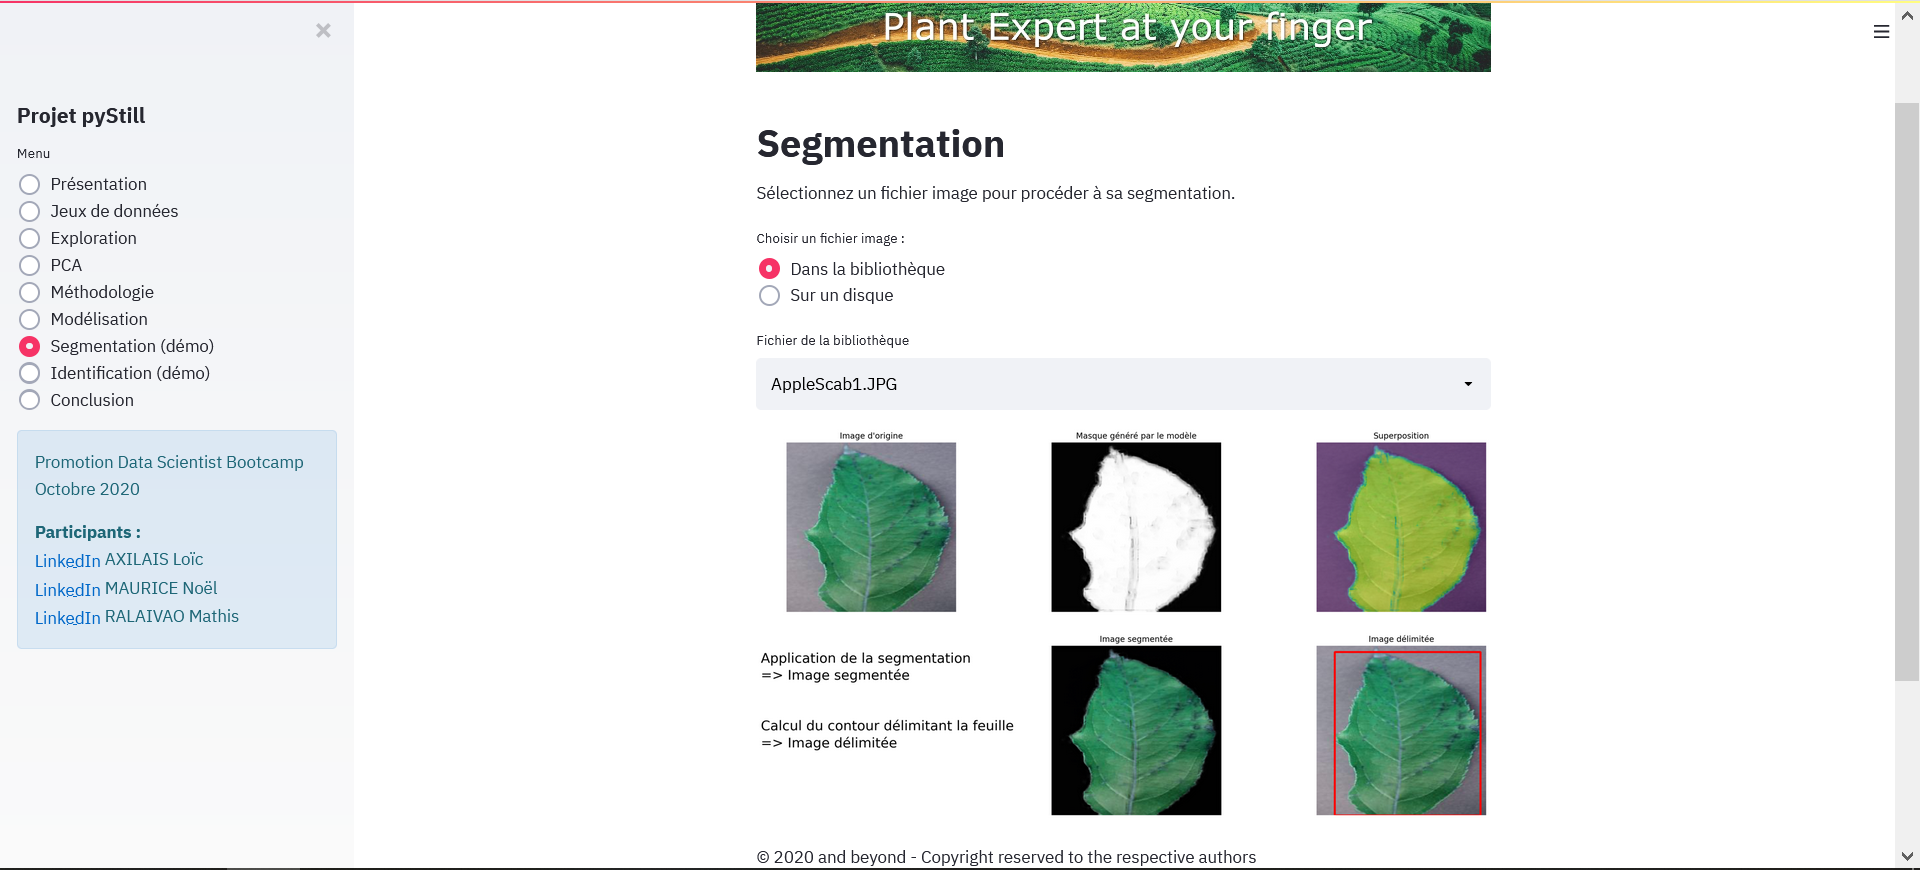 Plant Expert at your finger
Projet pyStill
Menu
Présentation
Jeux de données
Exploration
PCA
Méthodologie
Modélisation
Segmentation (démo)
Identification (démo)
Conclusion
Promotion Data Scientist Bootcamp
Octobre 2020
Participants :
LinkedIn AXILAIS Loïc
LinkedIn MAURICE Noël
LinkedIn RALAIVAO Mathis
Segmentation
Sélectionnez un fichier image pour procéder à sa segmentation.
Choisir un fichier image :
Dans la bibliothèque
Sur un disque
Fichier de la bibliothèque
AppleScab1.JPG
Image d'origine
Masque généré par le modèle
Superposition
Application de la segmentation
=> Image segmentée
Calcul du contour délimitant la feuille
=> Image délimitée
Image segmentée
Image délimitée
© 2020 and beyond - Copyright reserved to the respective authors